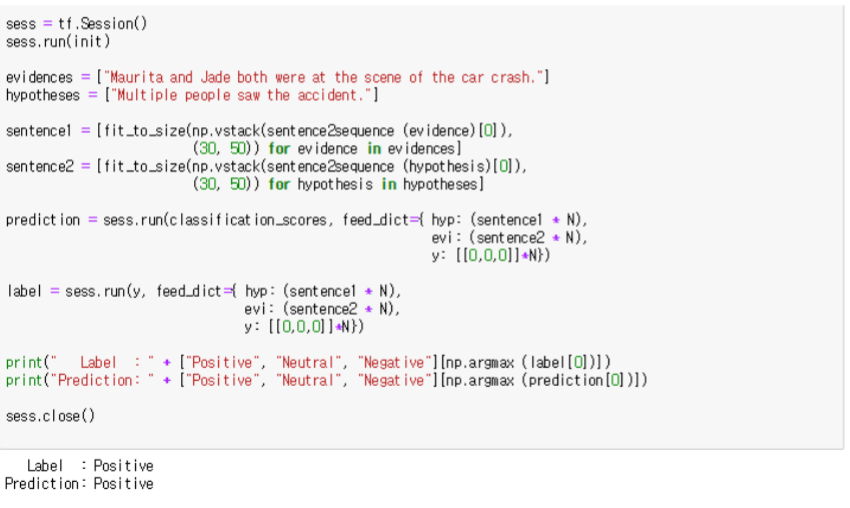 sess = tf.Session()
sess.run(init)
evidences = ["Maurita and Jade both were at the scene of the car crash."]
hypotheses = ["Multiple people saw the accident."]
sentence1 = [fit_to_size(np.vstack(sentence2sequence (evidence)[0]),
(30, 50)) for evidence in evidences]
sentence2 = [fit_to_size(np.vstack(sentence2sequence (hypothesis)[0]),
(30, 50)) for hypothesis in hypotheses]
prediction = sess.run(classification_scores, feed_dict={ hyp: (sentence1 * N),
evi: (sentence2 * N),
y: [[0,0,0]]*N})
label = sess.run(y, feed_dict={ hyp: (sentence1 * N),
evi: (sentence2 * N),
y: [[0,0,0]]*N})
print("   Label  : " + ["Positive", "Neutral", "Negative"][np.argmax (label[0])])
print("Prediction: " + ["Positive", "Neutral", "Negative"][np.argmax (prediction[0])])
sess.close()
Label  : Positive
Prediction: Positive